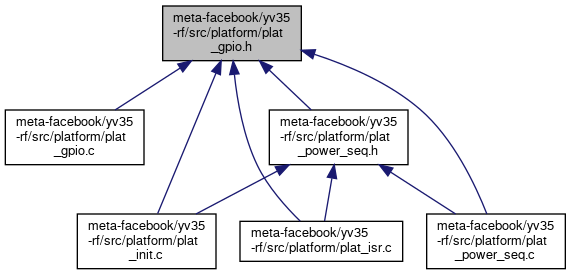 meta-facebook/yv35
-rf/src/platform/plat
_gpio.h
meta-facebook/yv35
-rf/src/platform/plat
_gpio.c
meta-facebook/yv35
-rf/src/platform/plat
_power_seq.h
meta-facebook/yv35
-rf/src/platform/plat
_init.c
meta-facebook/yv35
-rf/src/platform/plat_isr.c
meta-facebook/yv35
-rf/src/platform/plat
_power_seq.c